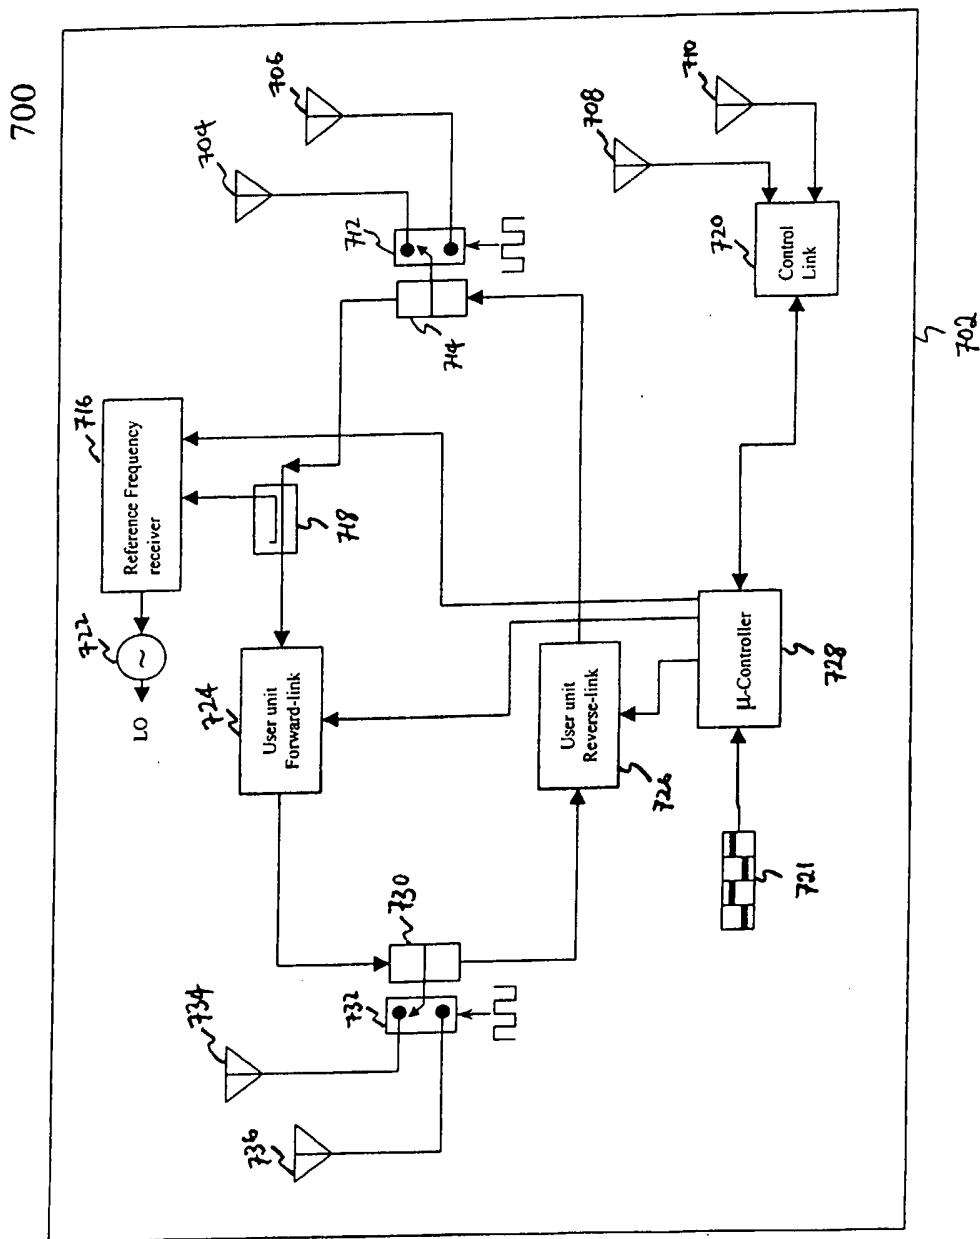 700
706
704
712
714
716
Reference Frequency
receiver
718
722
~
LO
724
User unit
Forward-link
708
710
720
Control
Link
702
726
User unit
Reverse-link
728
μ-Controller
721
730
732
734
736